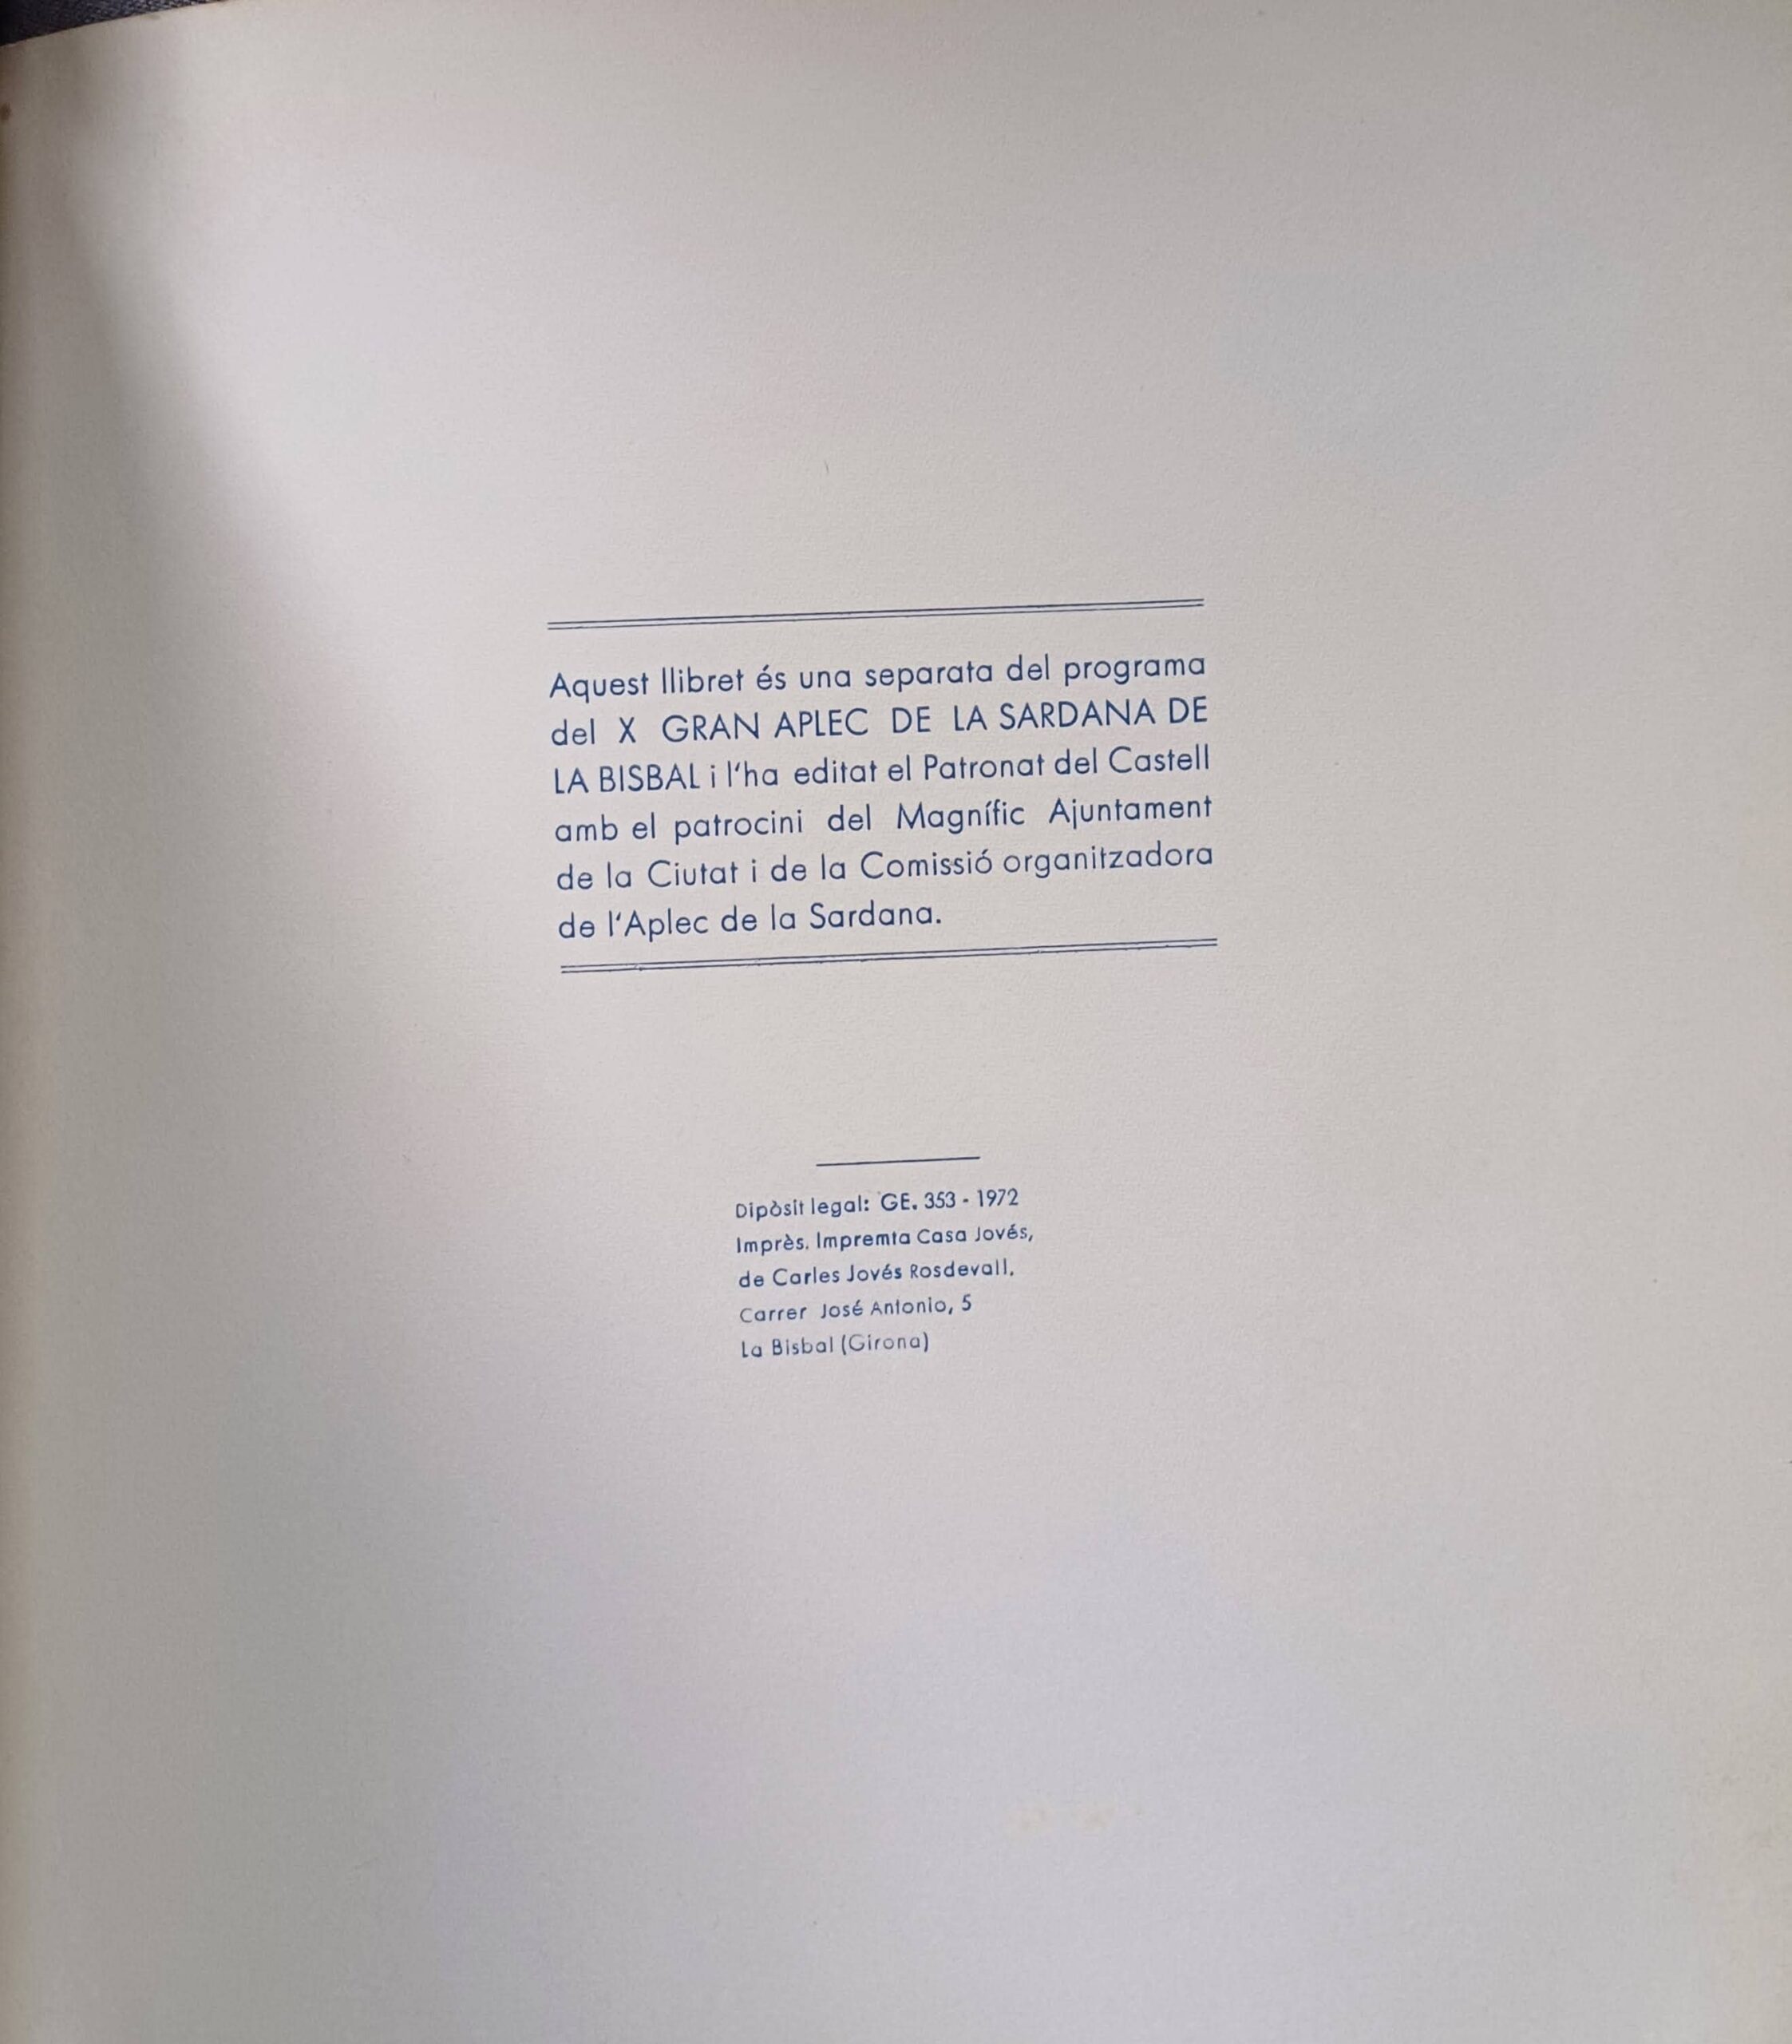 Aquest llibret és una separata del programa
del X GRAN APLEC DE LA SARDANA DE
LA BISBAL i l'ha editat el Patronat del Castell
amb el patrocini del Magnífic Ajuntament
de la Ciutat i de la Comissió organitzadora
de l'Aplec de la Sardana.
Dipòsit legal: GE. 353 - 1972
Imprès. Impremta Casa Jovés,
de Carles Jovés Rosdevall.
Carrer José Antonio, 5
La Bisbal (Girona)